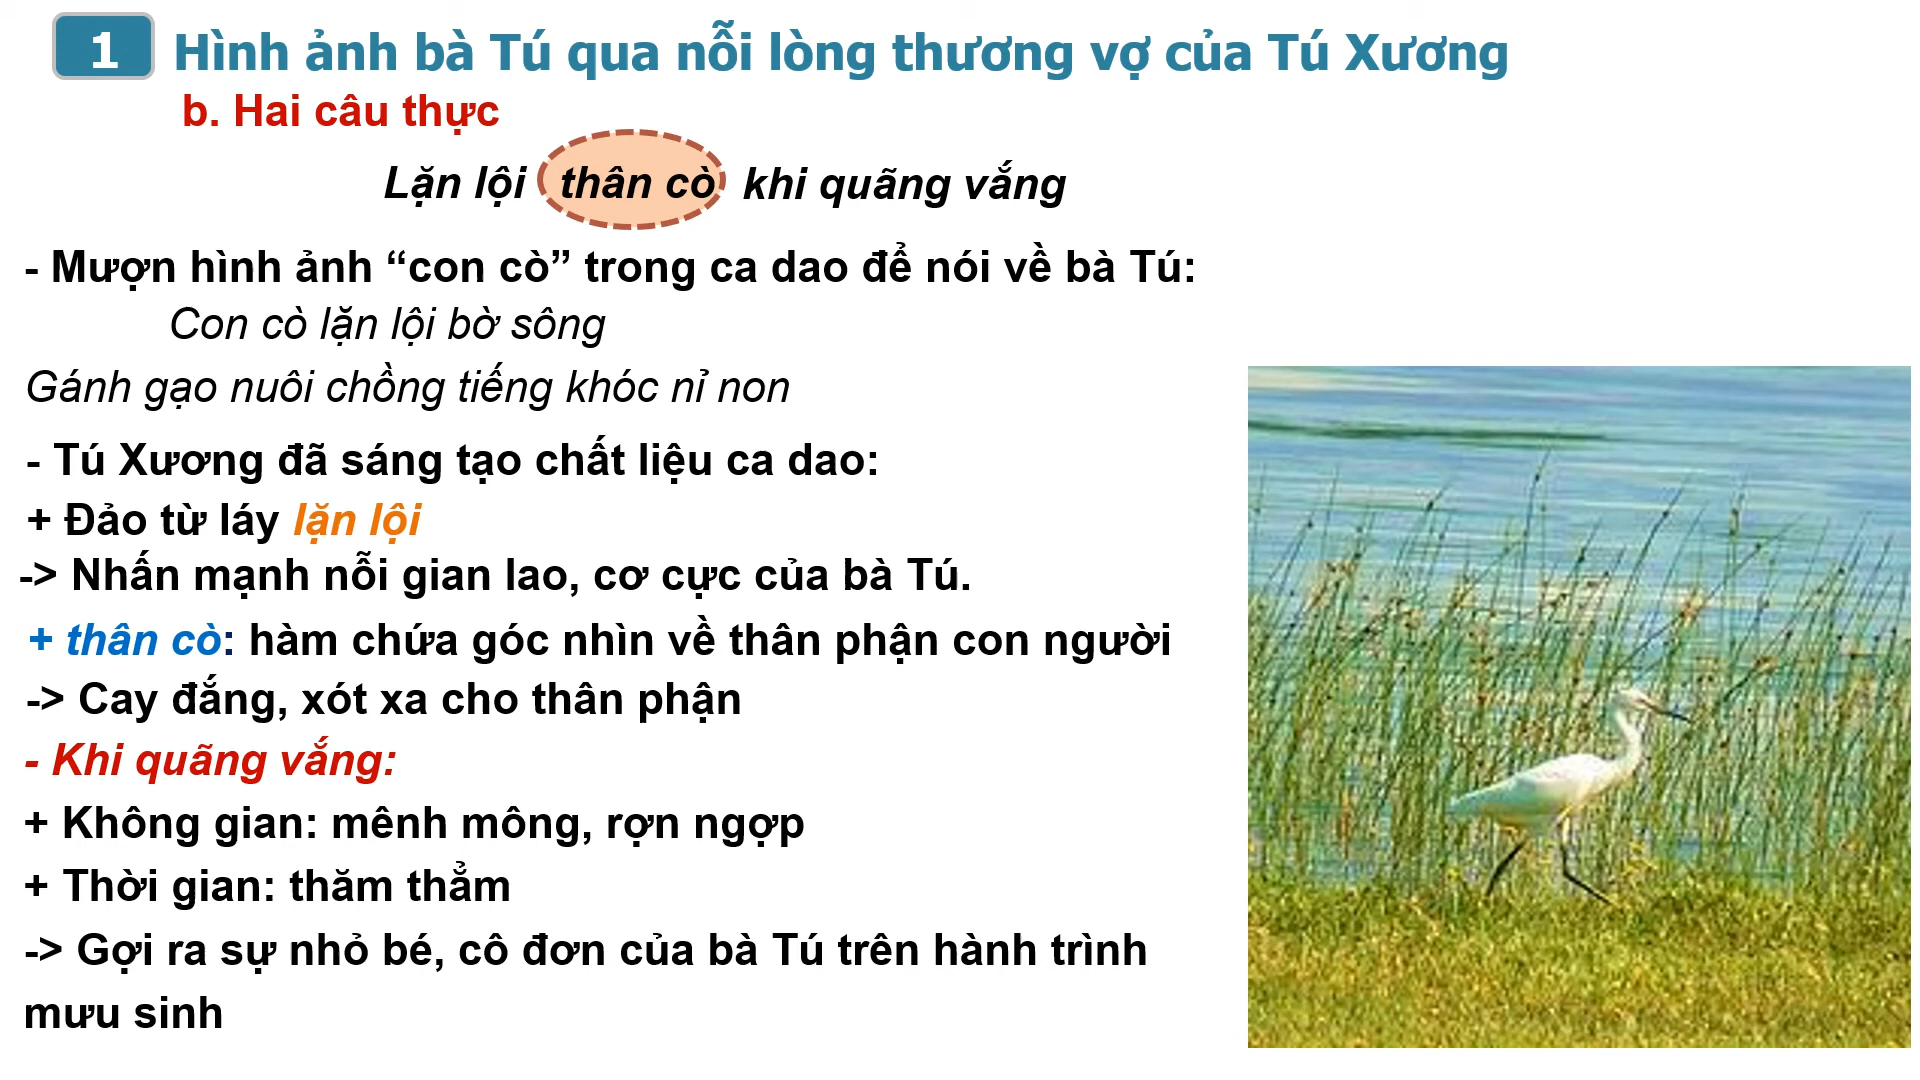 1 Hình ảnh bà Tú qua nỗi lòng thương vợ của Tú Xương
b. Hai câu thực
Lặn lội thân cò khi quãng vắng
- Mượn hình ảnh “con cò” trong ca dao để nói về bà Tú:
Con cò lặn lội bờ sông
Gánh gạo nuôi chồng tiếng khóc nỉ non
- Tú Xương đã sáng tạo chất liệu ca dao:
+ Đảo từ láy lặn lội
-> Nhấn mạnh nỗi gian lao, cơ cực của bà Tú.
+ thân cò: hàm chứa góc nhìn về thân phận con người
-> Cay đắng, xót xa cho thân phận
- Khi quãng vắng:
+ Không gian: mênh mông, rợn ngợp
+ Thời gian: thăm thẳm
-> Gợi ra sự nhỏ bé, cô đơn của bà Tú trên hành trình
mưu sinh